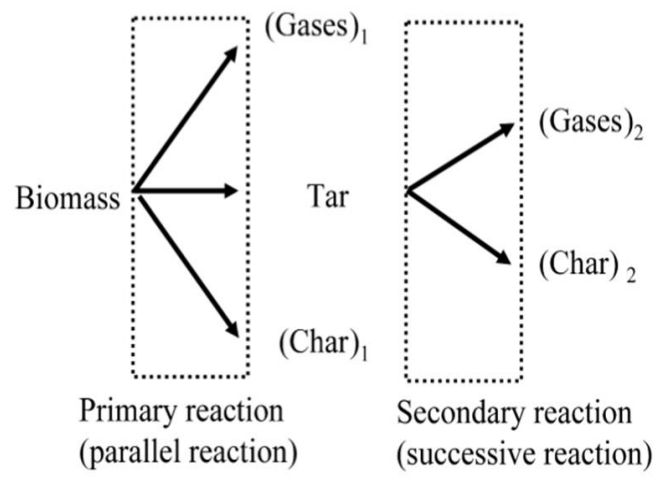 (Gases)₁
Biomass
Tar
(Char)₁
(Gases)₂
(Char) ₂
Primary reaction
(parallel reaction)
Secondary reaction
(successive reaction)